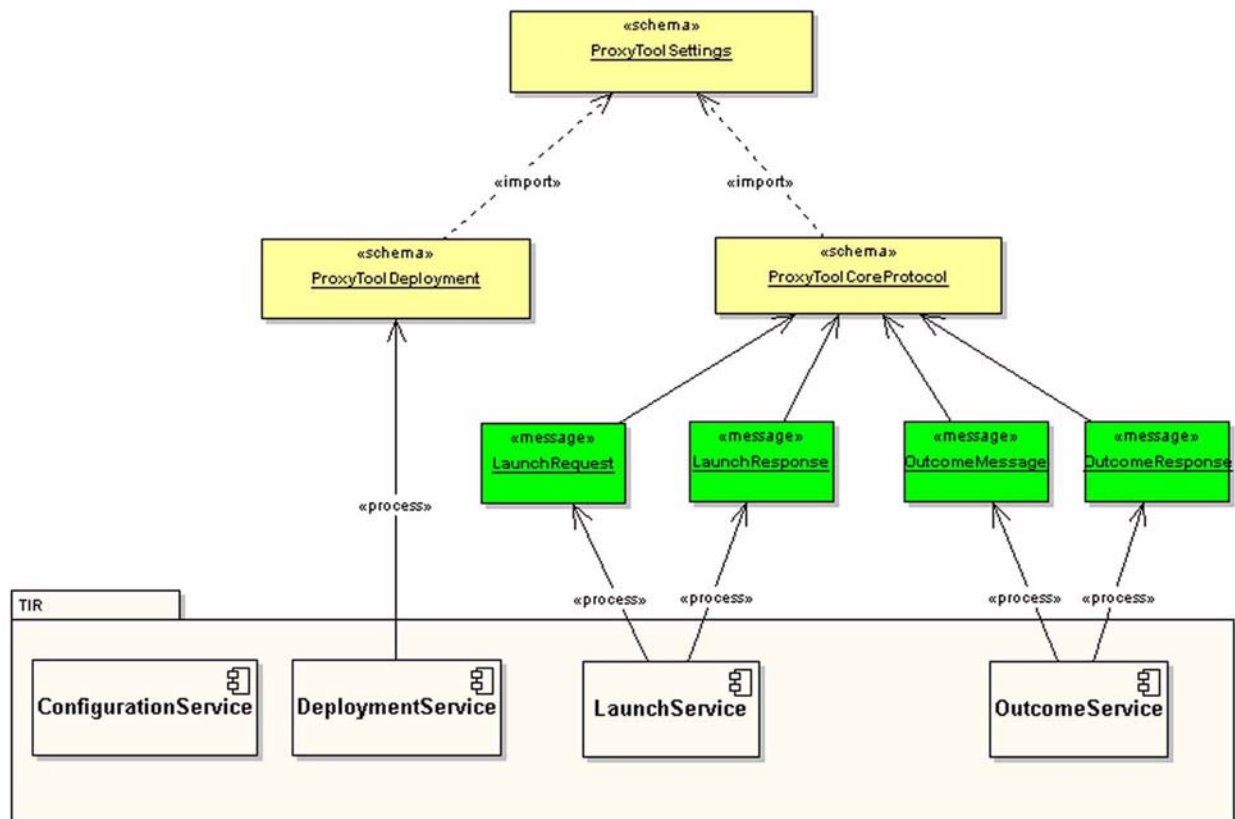 «schema»
ProxyToolSettings
«import»
«import»
«schema»
ProxyToolDeployment
«schema»
ProxyToolCoreProtocol
«message»
LaunchRequest
«message»
LaunchResponse
«message»
OutcomeMessage
«message»
OutcomeResponse
«process»
«process»
«process»
«process»
«process»
TIR
ConfigurationService
DeploymentService
LaunchService
OutcomeService